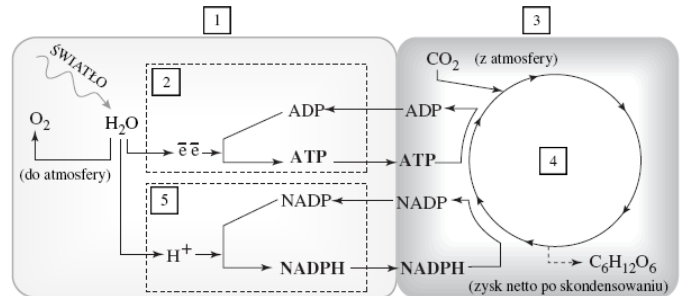 1
3
ŚWIATŁO
CO2 (z atmosfery)
2
O2
H2O
ADP
ADP
e̅ e̅
ATP
ATP
4
(do atmosfery)
5
NADP
NADP
H+
NADPH
NADPH
C6H12O6
(zysk netto po skondensowaniu)